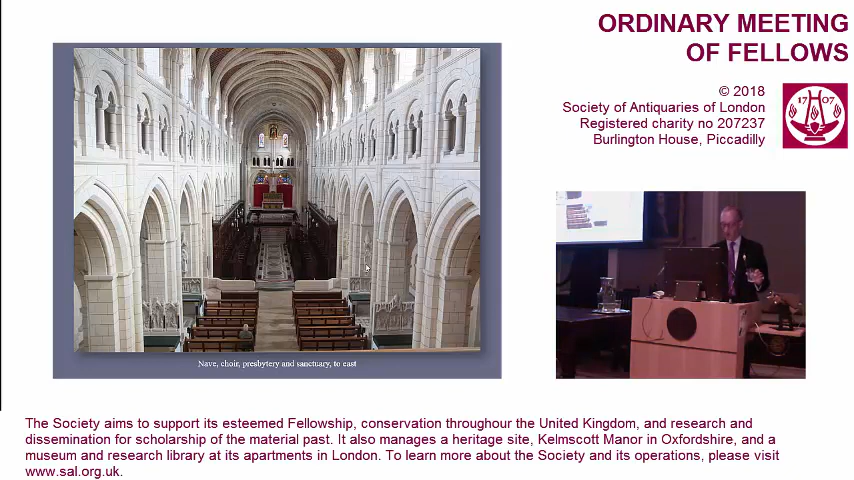 ORDINARY MEETING
OF FELLOWS
© 2018
Society of Antiquaries of London
Registered charity no 207237
Burlington House, Piccadilly
17 07
Nave, choir, presbytery and sanctuary, to east
The Society aims to support its esteemed Fellowship, conservation throughour the United Kingdom, and research and
dissemination for scholarship of the material past. It also manages a heritage site, Kelmscott Manor in Oxfordshire, and a
museum and research library at its apartments in London. To learn more about the Society and its operations, please visit
www.sal.org.uk.